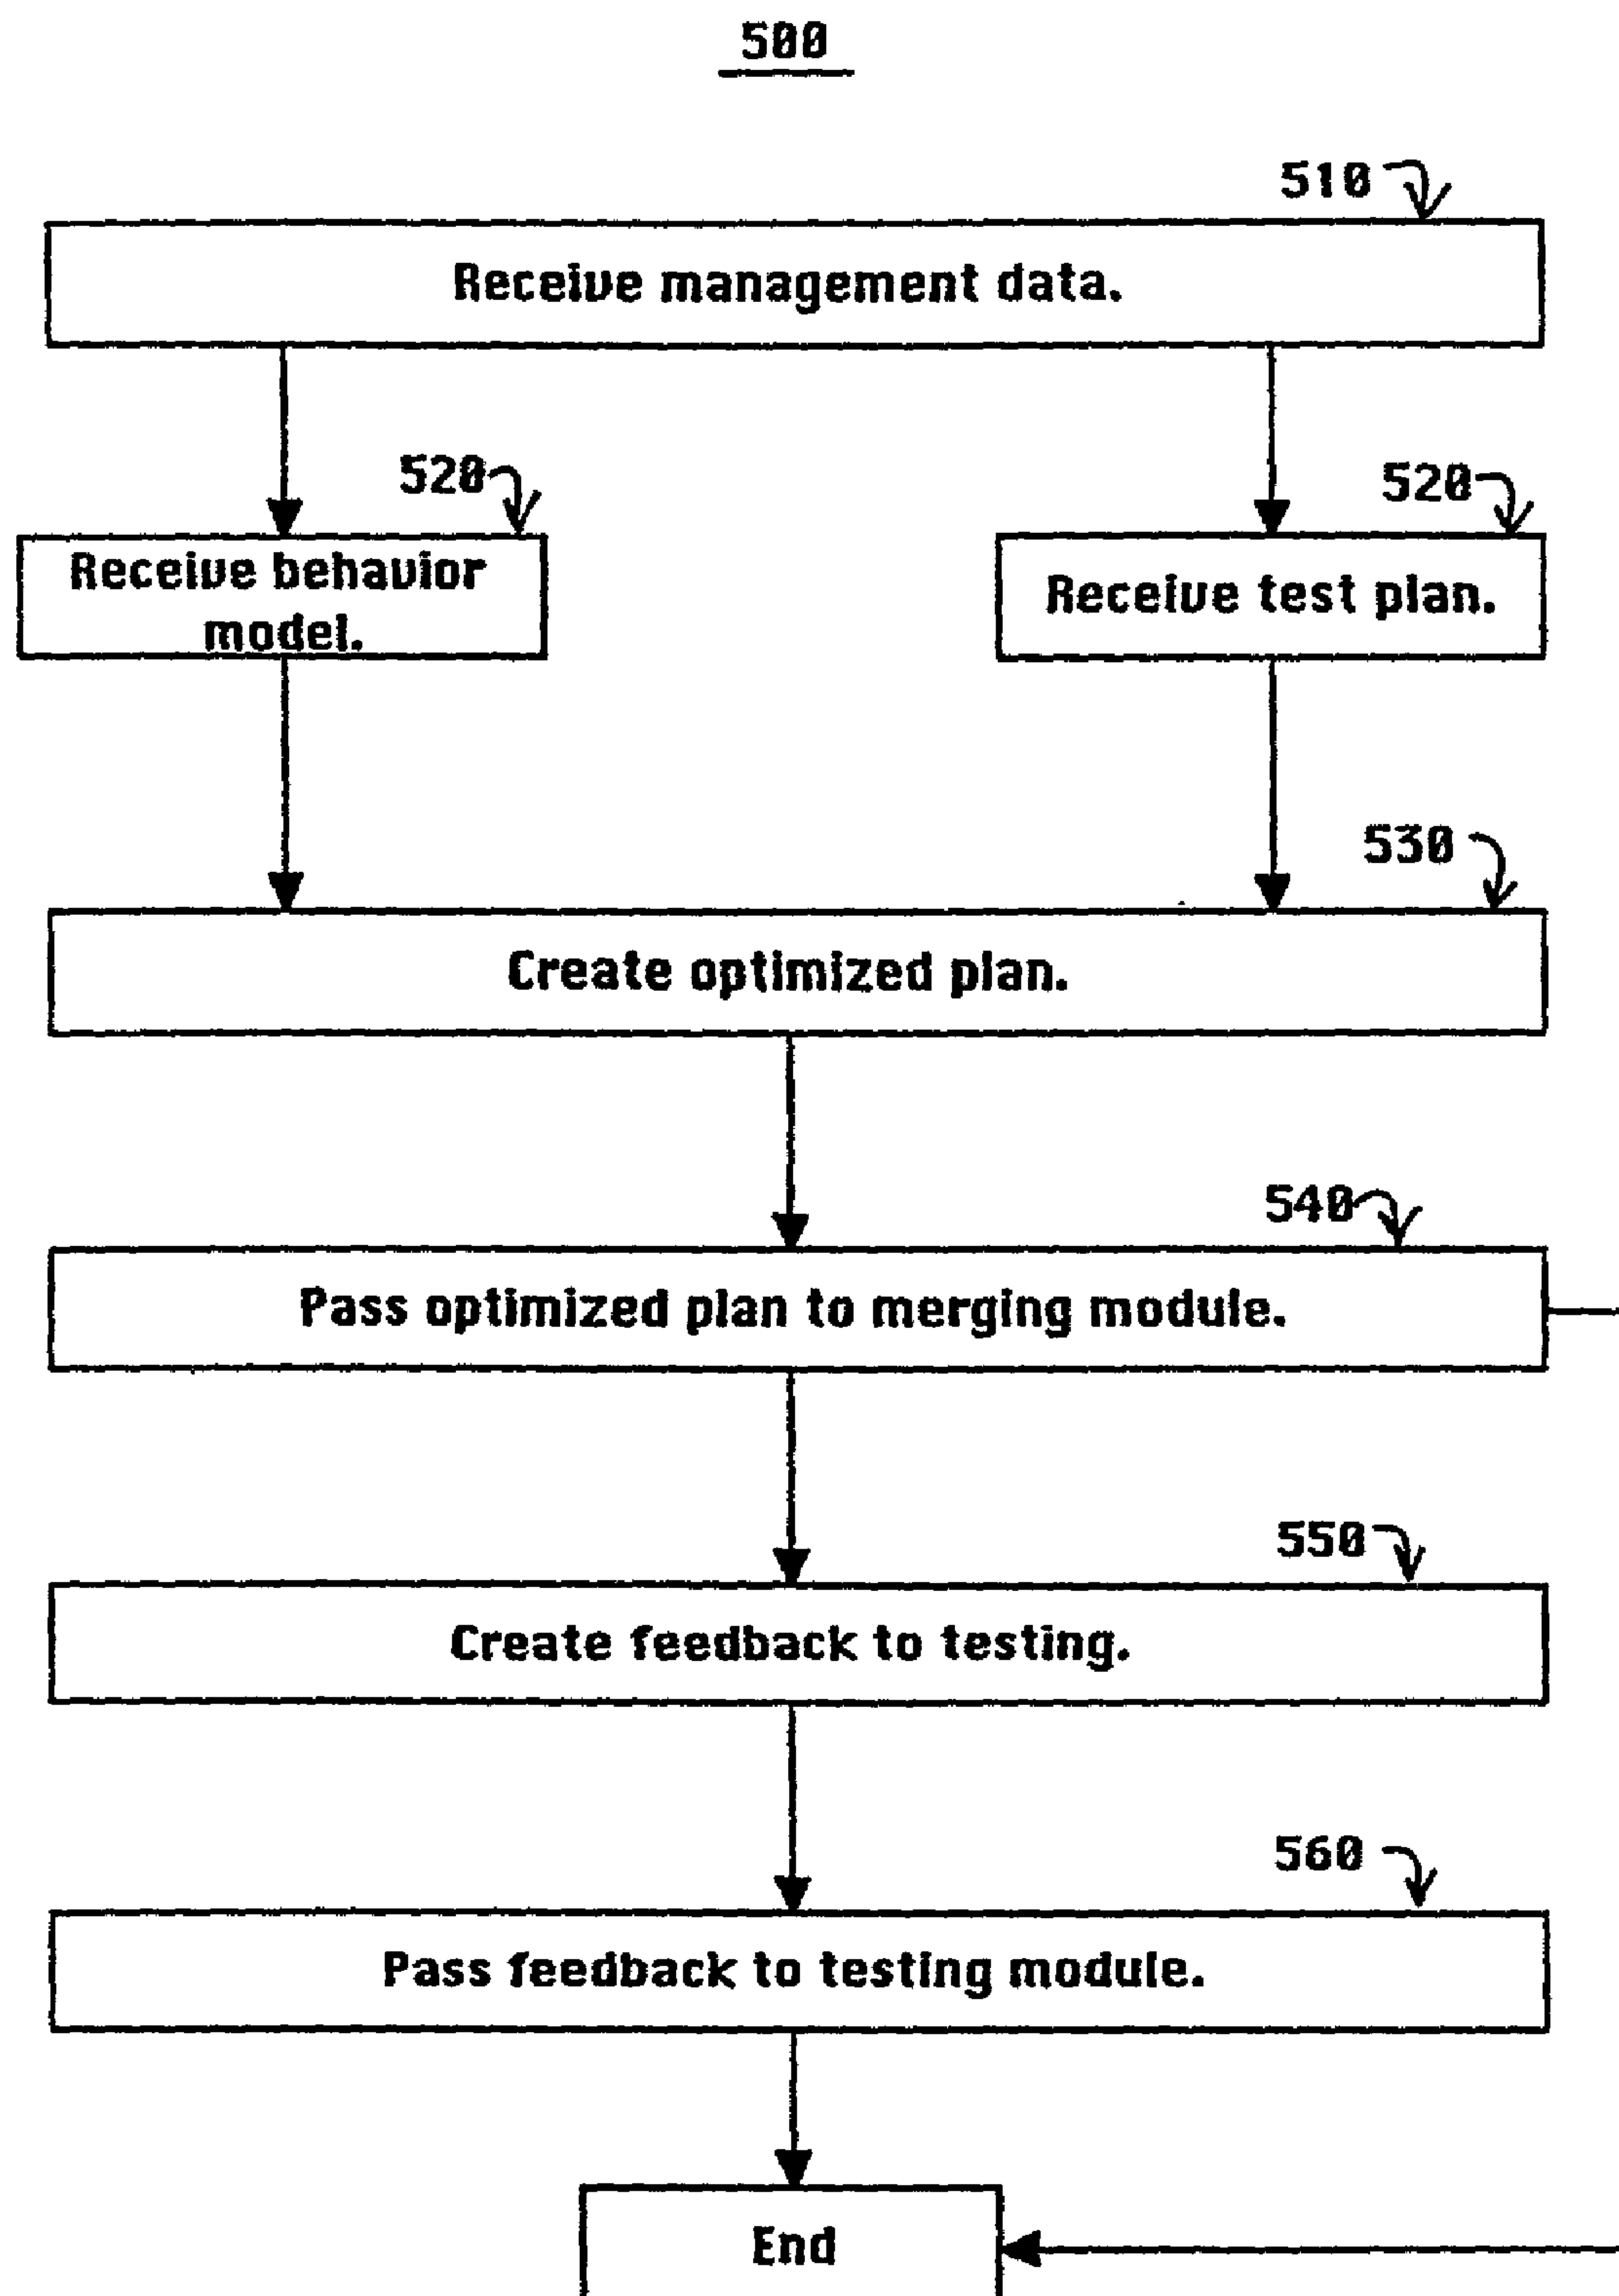 500
510
Receive management data.
520
520
Receive behavior
model.
Receive test plan.
530
Create optimized plan.
540
Pass optimized plan to merging module.
550
Create feedback to testing.
560
Pass feedback to testing module.
End